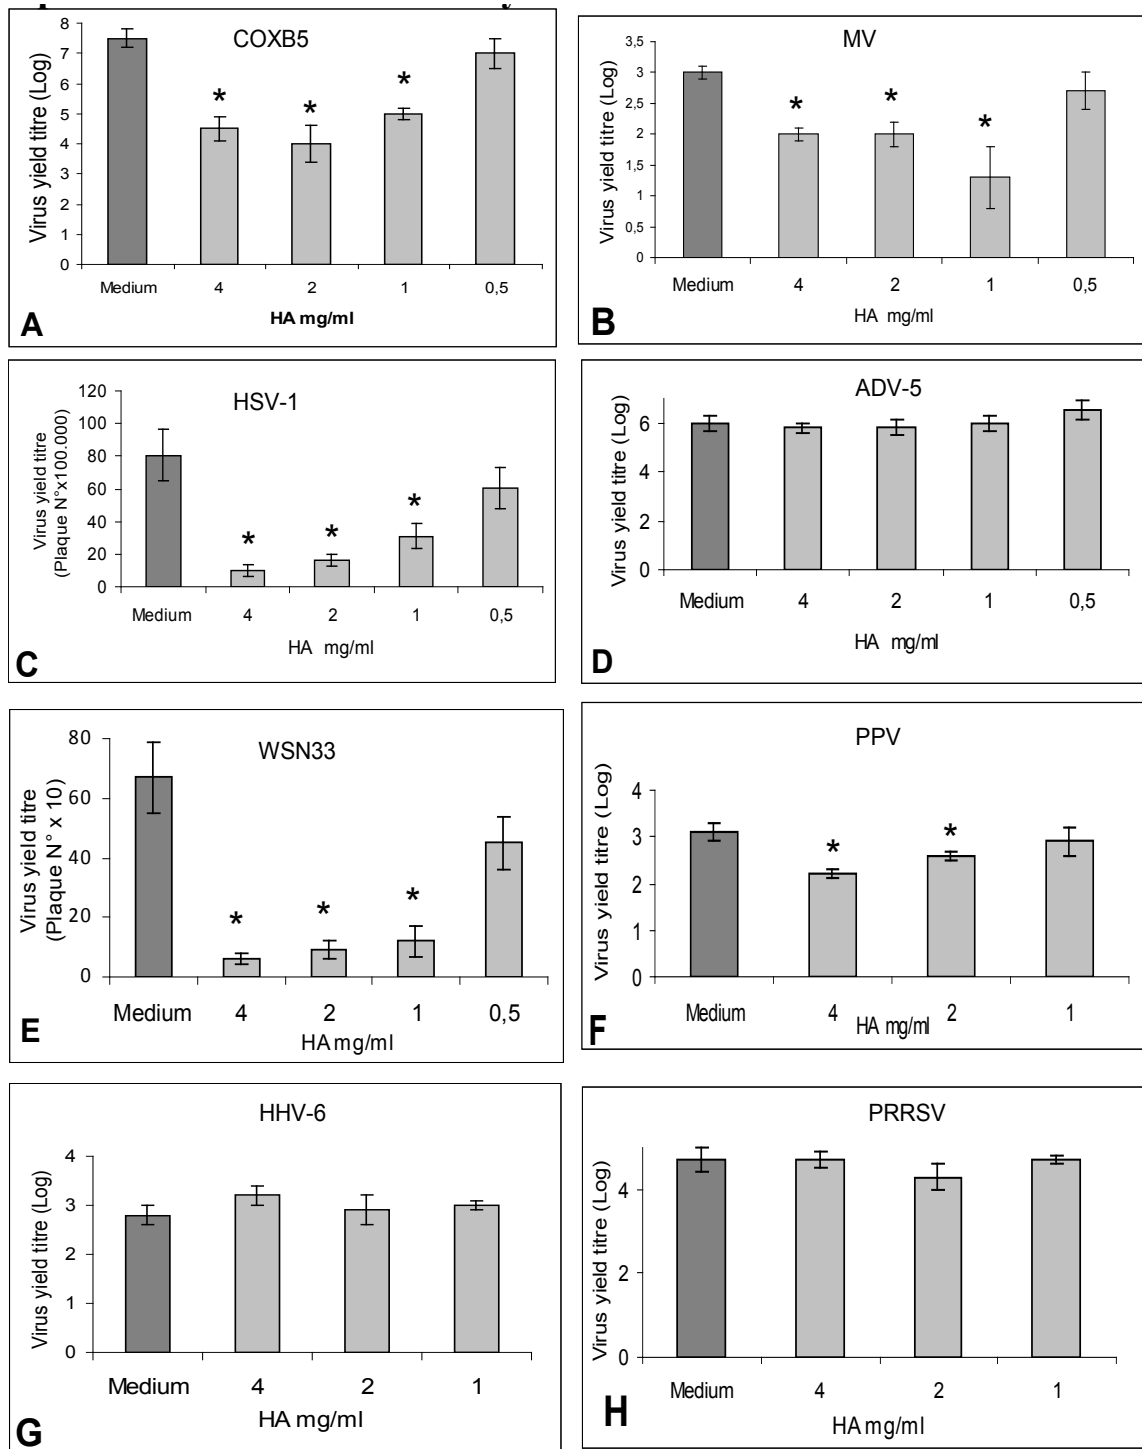 COXB5
Virus yield titre (Log)
8
7
6
5
4
3
2
1
0
* * *
Medium 4 2 1 0,5
HA mg/ml
A
MV
Virus yield titre (Log)
3,5
3
2,5
2
1,5
1
0,5
0
* * *
Medium 4 2 1 0,5
HA mg/ml
B
HSV-1
Virus yield titre
(Plaque N°x100.000)
120
100
80
60
40
20
0
* * *
Medium 4 2 1 0,5
HA mg/ml
C
ADV-5
Virus yield titre (Log)
6
4
2
0
Medium 4 2 1 0,5
HA mg/ml
D
WSN33
Virus yield titre
(Plaque N° x 10)
80
60
40
20
0
* * *
Medium 4 2 1 0,5
HA mg/ml
E
PPV
Virus yield titre (Log)
4
3
2
1
0
* *
Medium 4 2 1
HA mg/ml
F
HHV-6
Virus yield titre (Log)
4
3
2
1
0
Medium 4 2 1
HA mg/ml
G
PRRSV
Virus yield titre (Log)
4
2
0
Medium 4 2 1
HA mg/ml
H